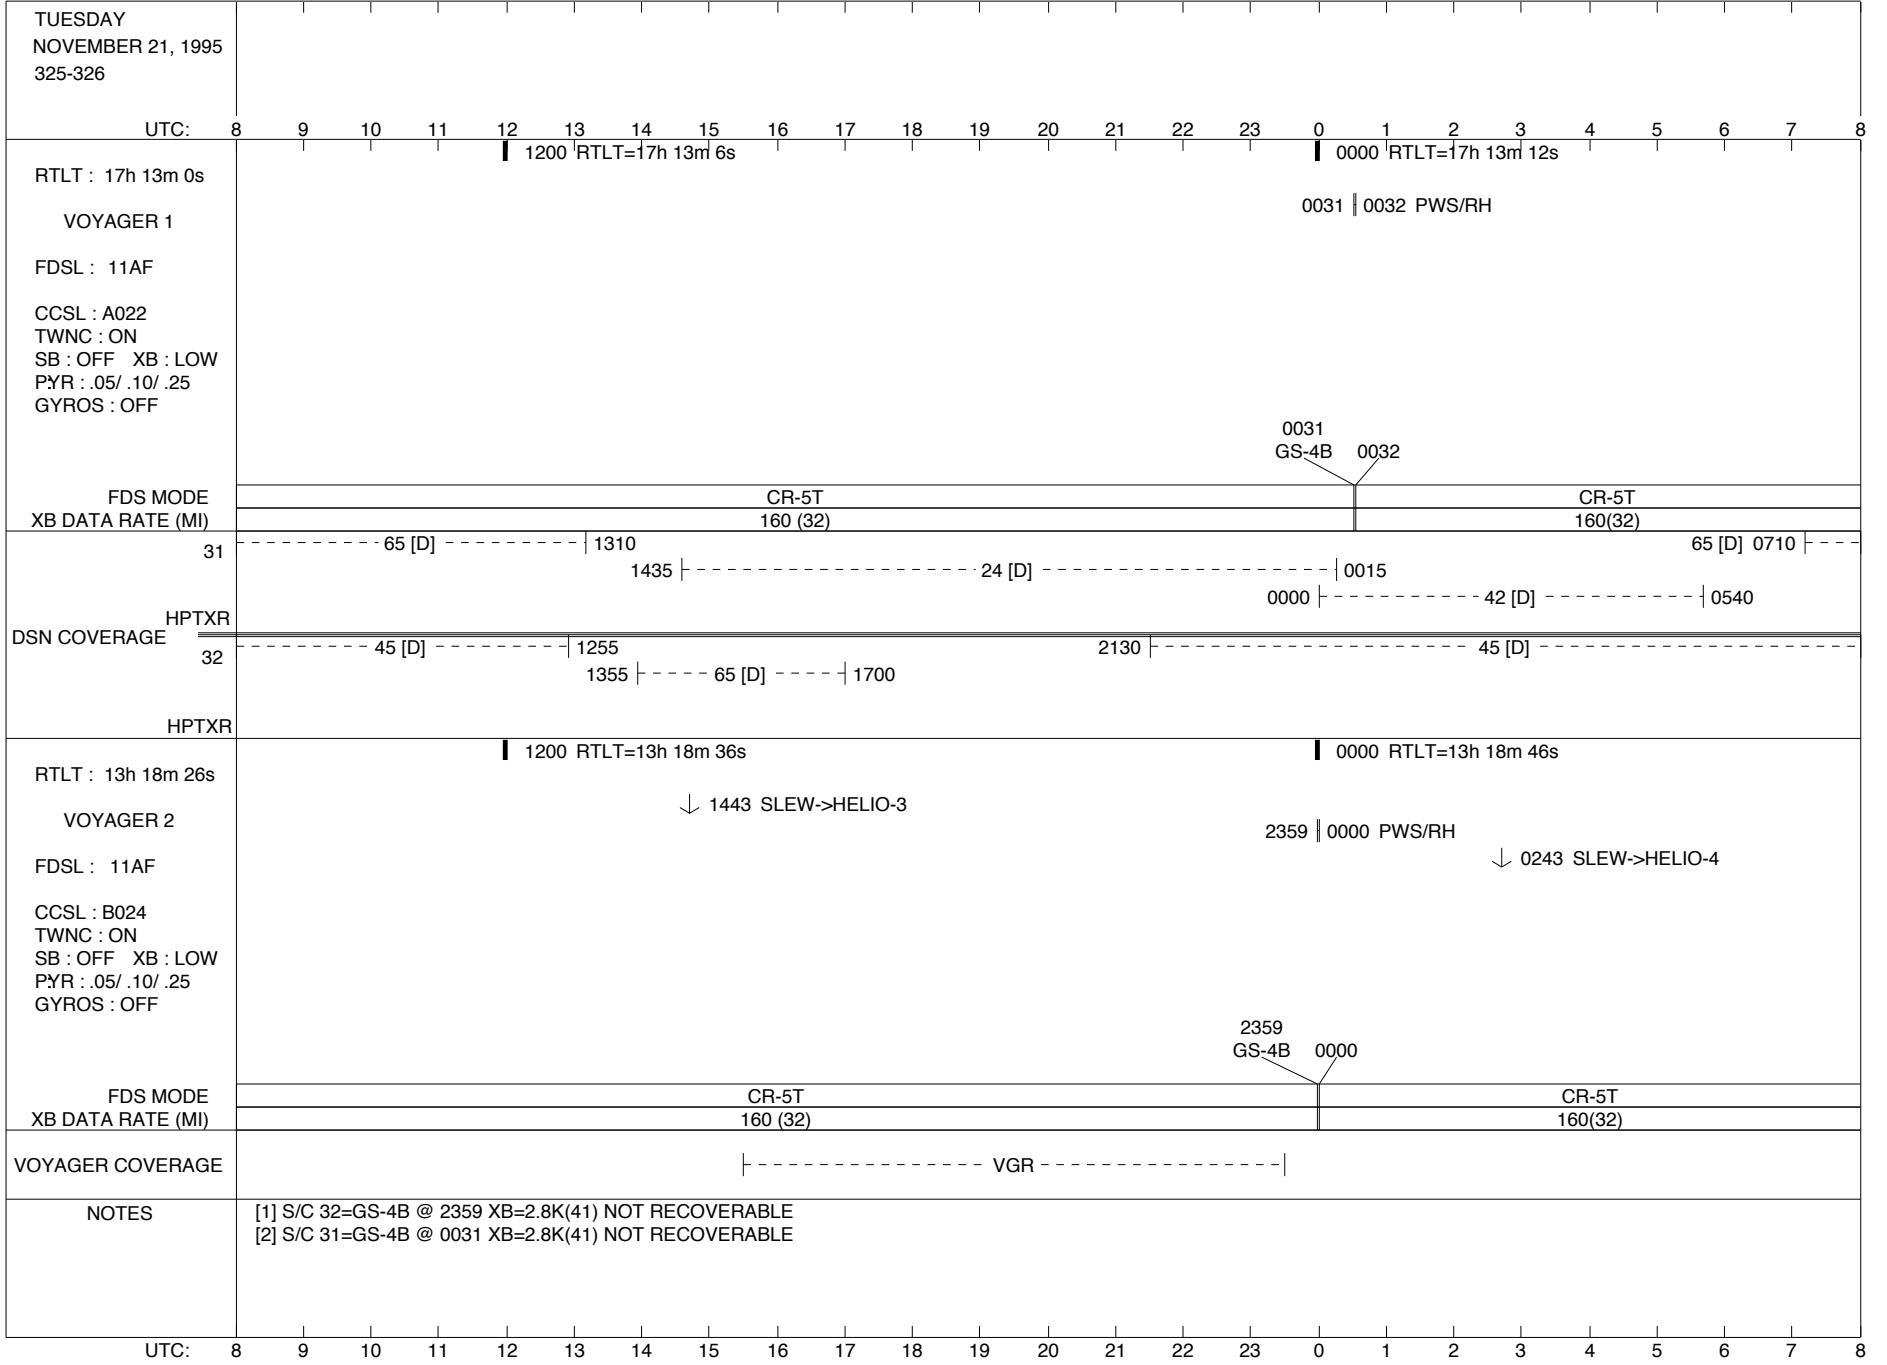 TUESDAY
NOVEMBER 21, 1995
325-326
UTC: 8 9 10 11 12 13 14 15 16 17 18 19 20 21 22 23 0 1 2 3 4 5 6 7 8
1200 RTLT=17h 13m 6s 0000 RTLT=17h 13m 12s
RTLT : 17h 13m 0s
0031 0032 PWS/RH
VOYAGER 1
FDSL : 11AF
CCSL : A022
TWNC : ON
SB : OFF XB : LOW
P:YR : .05/ .10/ .25
GYROS : OFF
0031
GS-4B 0032
FDS MODE CR-5T CR-5T
XB DATA RATE (MI) 160 (32) 160(32)
31 65 [D] 1310 65 [D] 0710
1435 24 [D] 0015
0000 42 [D] 0540
HPTXR
DSN COVERAGE
32 45 [D] 1255 2130 45 [D]
1355 65 [D] 1700
HPTXR
1200 RTLT=13h 18m 36s 0000 RTLT=13h 18m 46s
RTLT : 13h 18m 26s
1443 SLEW->HELIO-3
VOYAGER 2
2359 0000 PWS/RH
0243 SLEW->HELIO-4
FDSL : 11AF
CCSL : B024
TWNC : ON
SB : OFF XB : LOW
P:YR : .05/ .10/ .25
GYROS : OFF
2359
GS-4B 0000
FDS MODE CR-5T CR-5T
XB DATA RATE (MI) 160 (32) 160(32)
VOYAGER COVERAGE VGR
NOTES [1] S/C 32=GS-4B @ 2359 XB=2.8K(41) NOT RECOVERABLE
[2] S/C 31=GS-4B @ 0031 XB=2.8K(41) NOT RECOVERABLE
UTC: 8 9 10 11 12 13 14 15 16 17 18 19 20 21 22 23 0 1 2 3 4 5 6 7 8